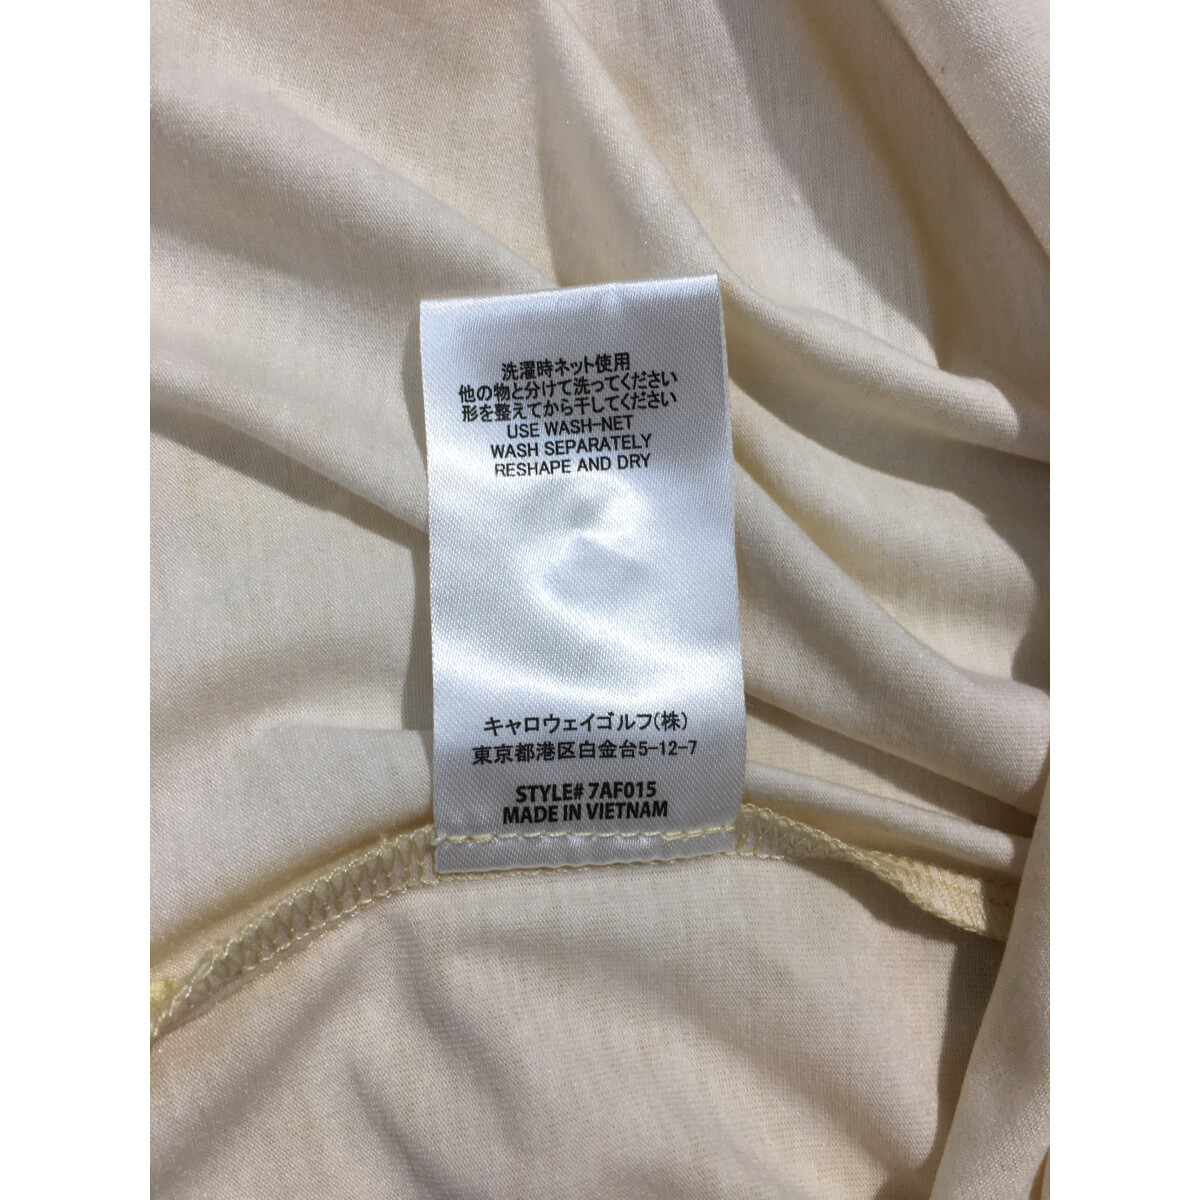 洗濯時ネット使用
他の物と分けて洗ってください
形を整えてから干してください
USE WASH-NET
WASH SEPARATELY
RESHAPE AND DRY
キャロウェイゴルフ(株)
東京都港区白金台5-12-7
STYLE# 7AF015
MADE IN VIETNAM